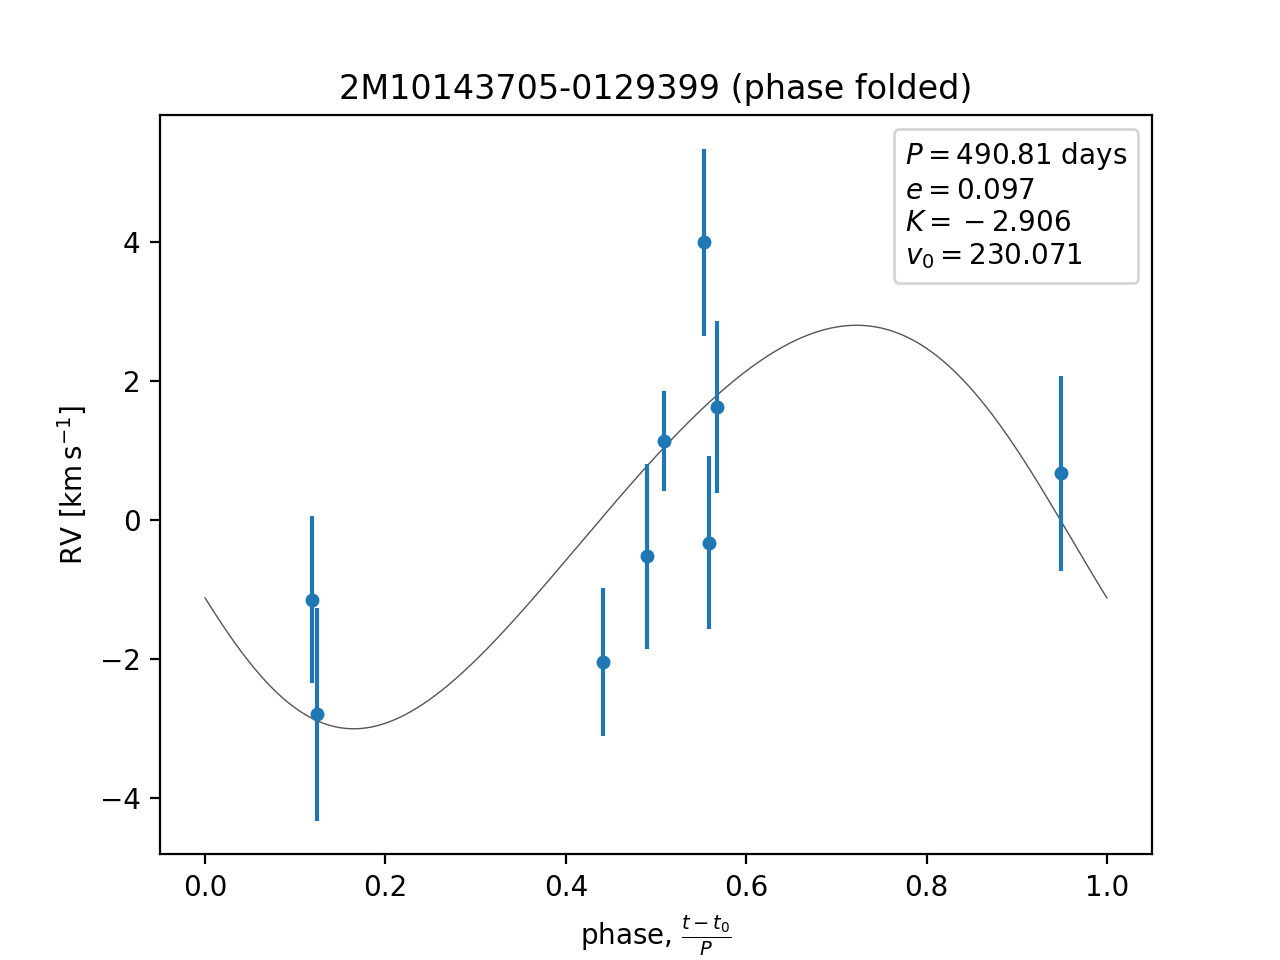 2M10143705-0129399 (phase folded)
P = 490.81 days
e = 0.097
K = −2.906
v₀ = 230.071
RV [km s⁻¹]
4
2
0
−2
−4
0.0 0.2 0.4 0.6 0.8 1.0
phase, (t − t₀)/P